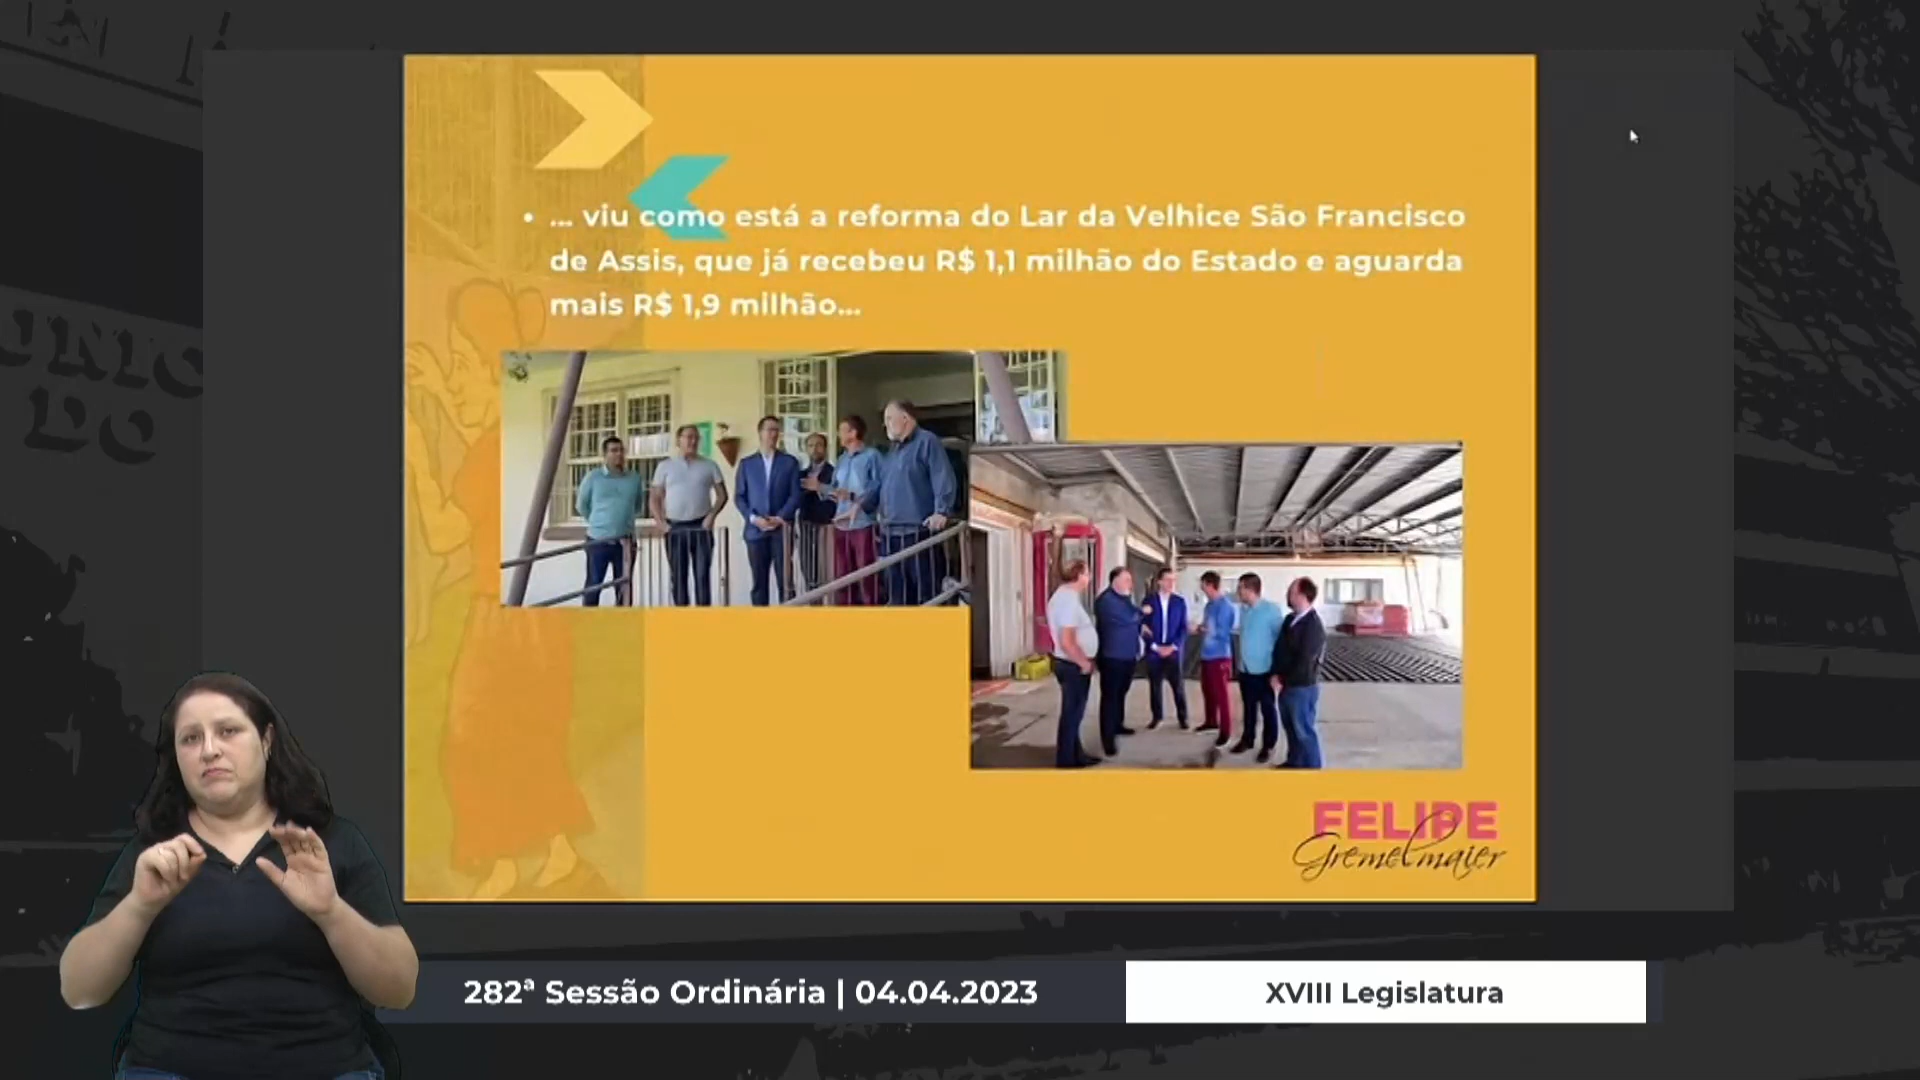 • ... viu como está a reforma do Lar da Velhice São Francisco
de Assis, que já recebeu R$ 1,1 milhão do Estado e aguarda
mais R$ 1,9 milhão...
FELIPE
Gremelmaier
282ª Sessão Ordinária | 04.04.2023
XVIII Legislatura